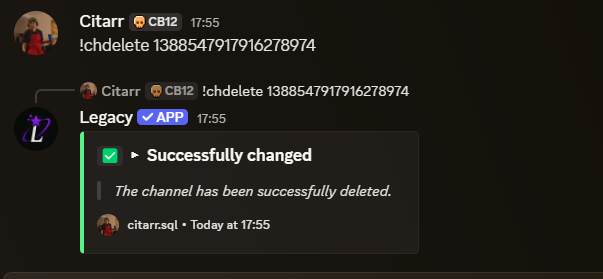 Citarr CB12 17:55
!chdelete 1388547917916278974
Citarr CB12 !chdelete 1388547917916278974
Legacy ✓ APP 17:55
✅ ► Successfully changed
The channel has been successfully deleted.
citarr.sql • Today at 17:55